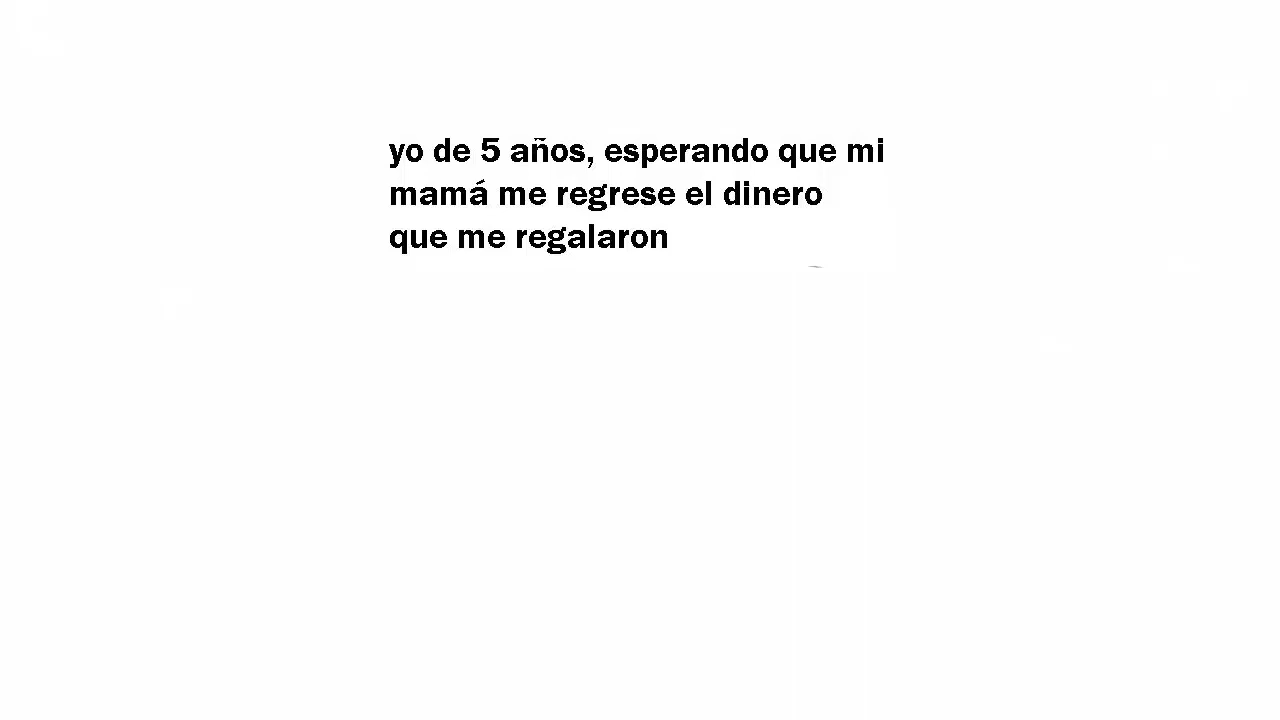 yo de 5 años, esperando que mi
mamá me regrese el dinero
que me regalaron